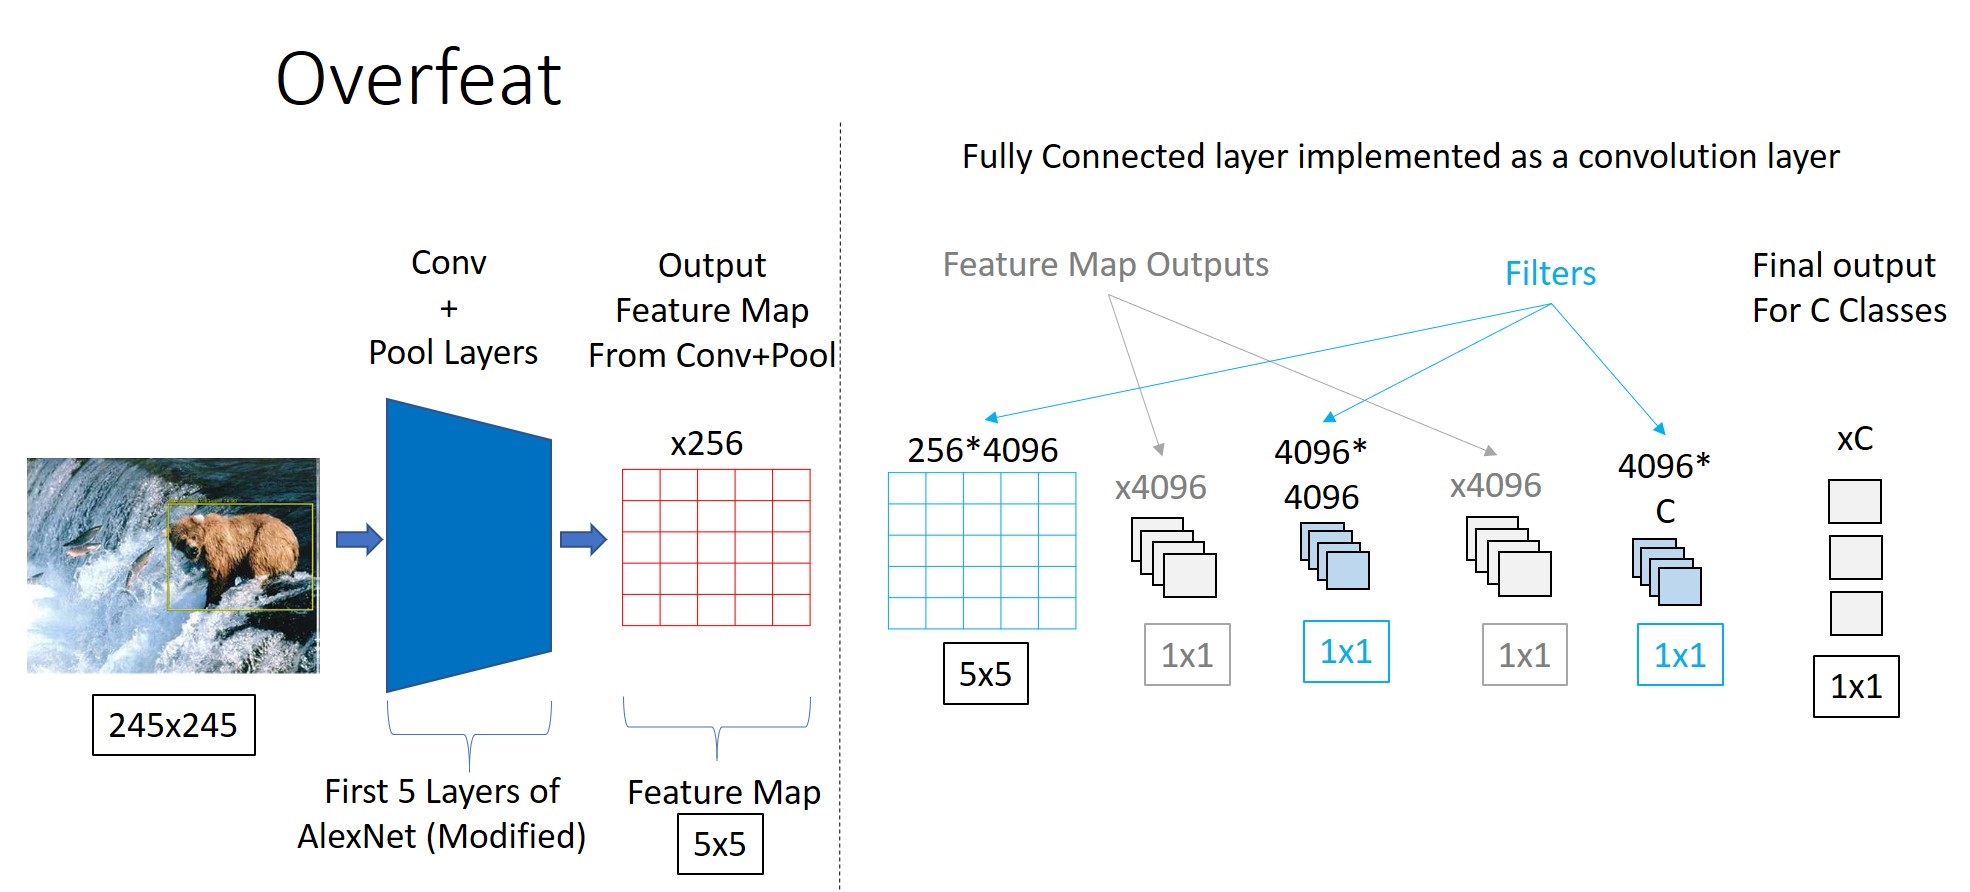 Overfeat
Conv
+
Pool Layers
Output
Feature Map
From Conv+Pool
x256
245x245
First 5 Layers of
AlexNet (Modified)
Feature Map
5x5
Fully Connected layer implemented as a convolution layer
Feature Map Outputs
Filters
Final output
For C Classes
256*4096
5x5
x4096
1x1
4096*
4096
1x1
x4096
1x1
4096*
C
1x1
xC
1x1